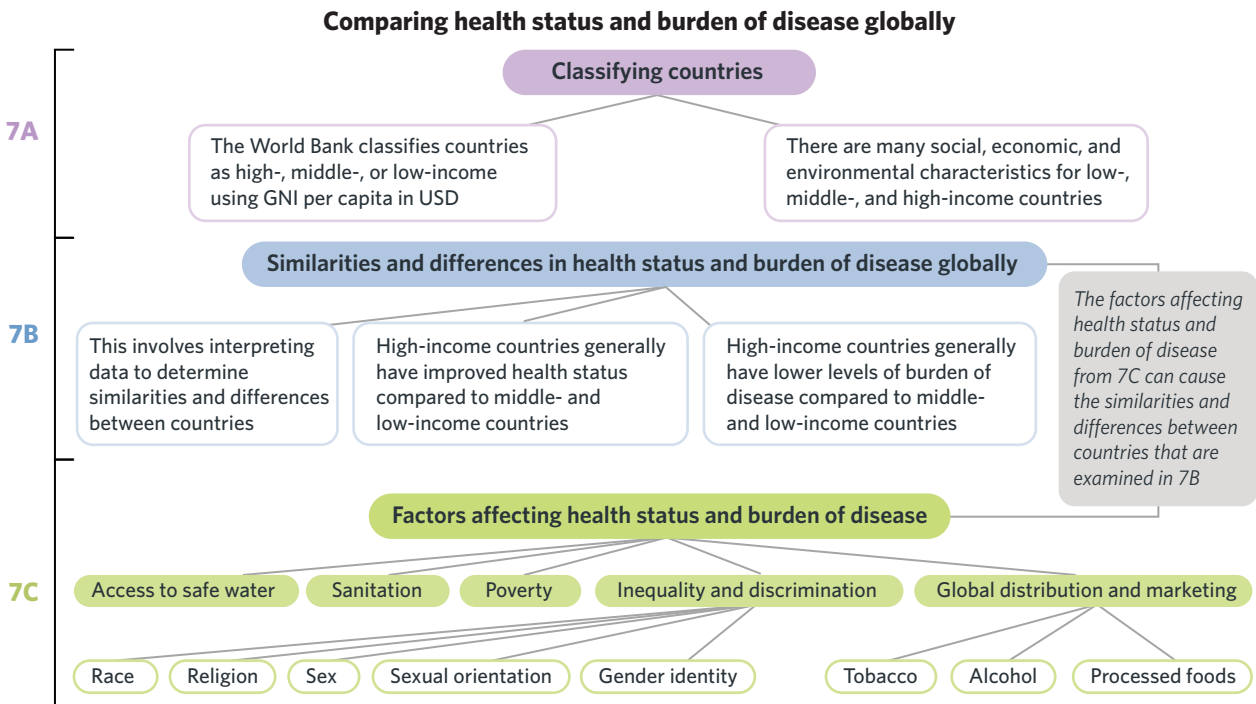 Comparing health status and burden of disease globally
7A
Classifying countries
The World Bank classifies countries
as high-, middle-, or low-income
using GNI per capita in USD
There are many social, economic, and
environmental characteristics for low-,
middle-, and high-income countries
7B
Similarities and differences in health status and burden of disease globally
This involves interpreting
data to determine
similarities and differences
between countries
High-income countries generally
have improved health status
compared to middle- and
low-income countries
High-income countries generally
have lower levels of burden of
disease compared to middle-
and low-income countries
The factors affecting
health status and
burden of disease
from 7C can cause
the similarities and
differences between
countries that are
examined in 7B
7C
Factors affecting health status and burden of disease
Access to safe water
Sanitation
Poverty
Inequality and discrimination
Global distribution and marketing
Race
Religion
Sex
Sexual orientation
Gender identity
Tobacco
Alcohol
Processed foods